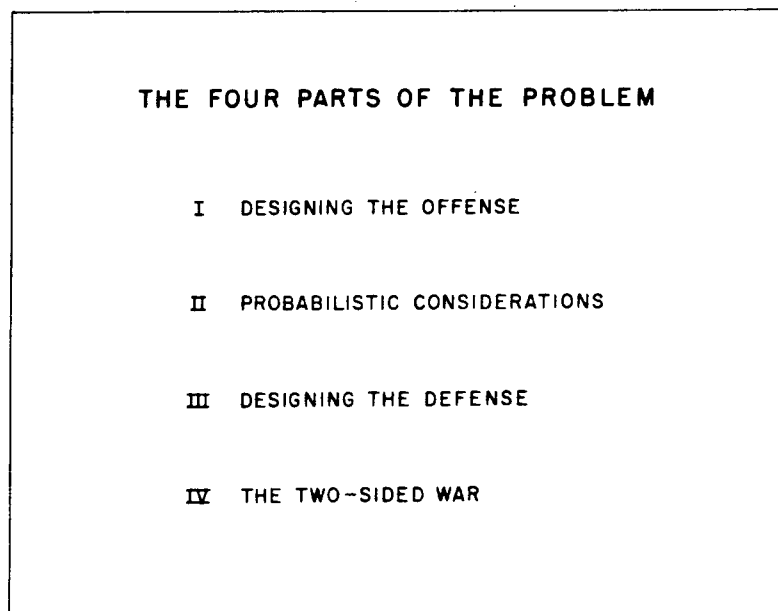 THE FOUR PARTS OF THE PROBLEM
I DESIGNING THE OFFENSE
II PROBABILISTIC CONSIDERATIONS
III DESIGNING THE DEFENSE
IV THE TWO-SIDED WAR